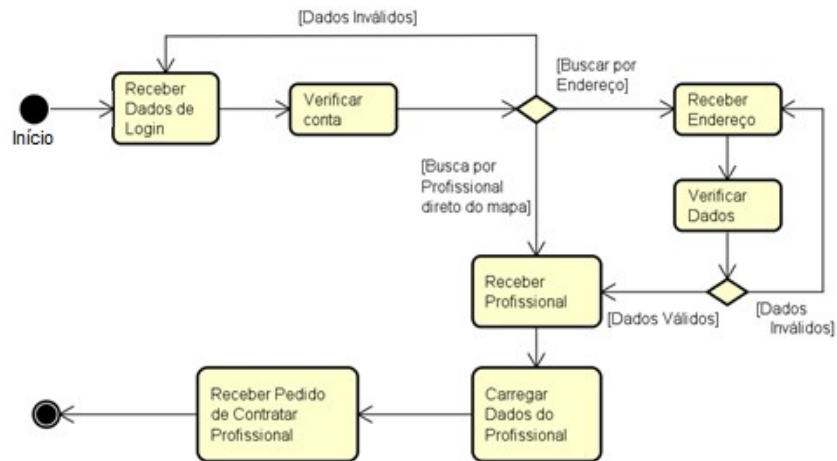 [Dados Inválidos]
[Buscar por
Endereço]
Receber
Dados de
Login
Verificar
conta
Receber
Endereço
Início
[Busca por
Profissional
direto do mapa]
Verificar
Dados
Receber
Profissional
[Dados Válidos]
[Dados
Inválidos]
Receber Pedido
de Contratar
Profissional
Carregar
Dados do
Profissional